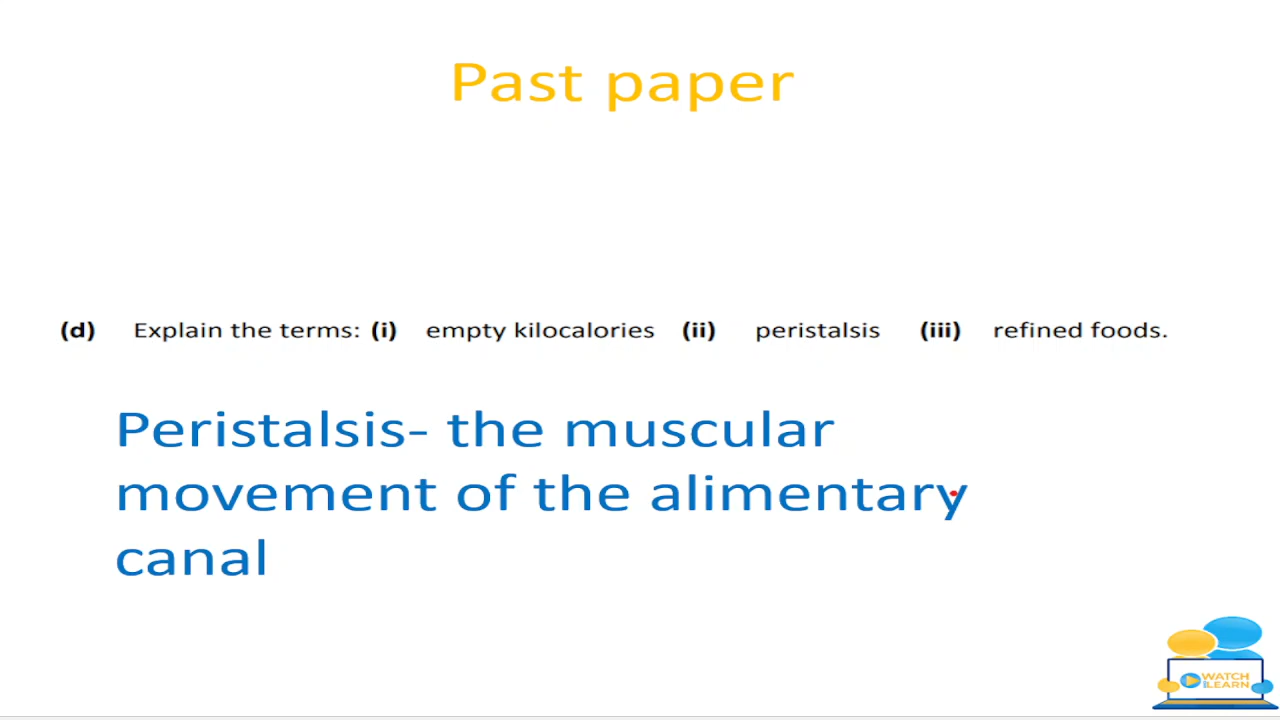 Past paper
(d) Explain the terms: (i) empty kilocalories (ii) peristalsis (iii) refined foods.
Peristalsis- the muscular
movement of the alimentary
canal
WATCH
LEARN